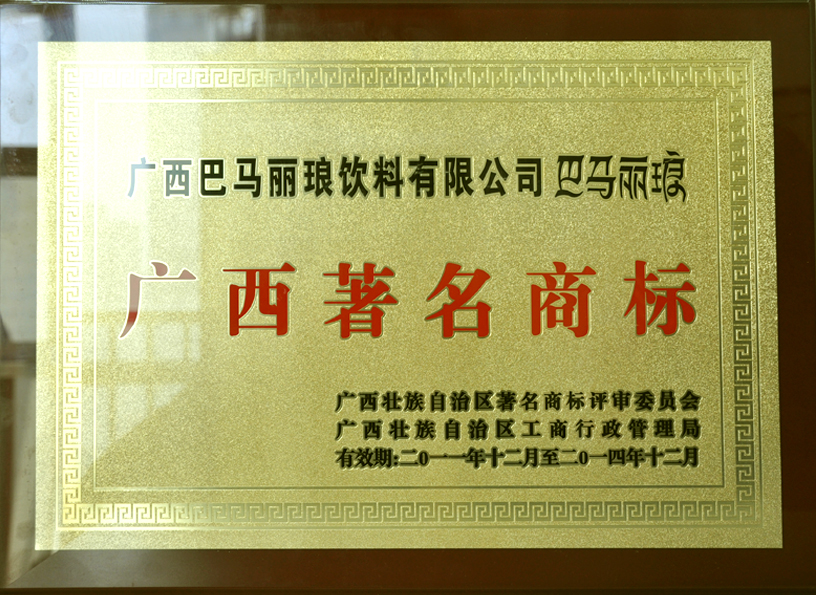 广西巴马丽琅饮料有限公司 巴马丽琅
广西著名商标
广西壮族自治区著名商标评审委员会
广西壮族自治区工商行政管理局
有效期:二0一一年十二月至二0一四年十二月